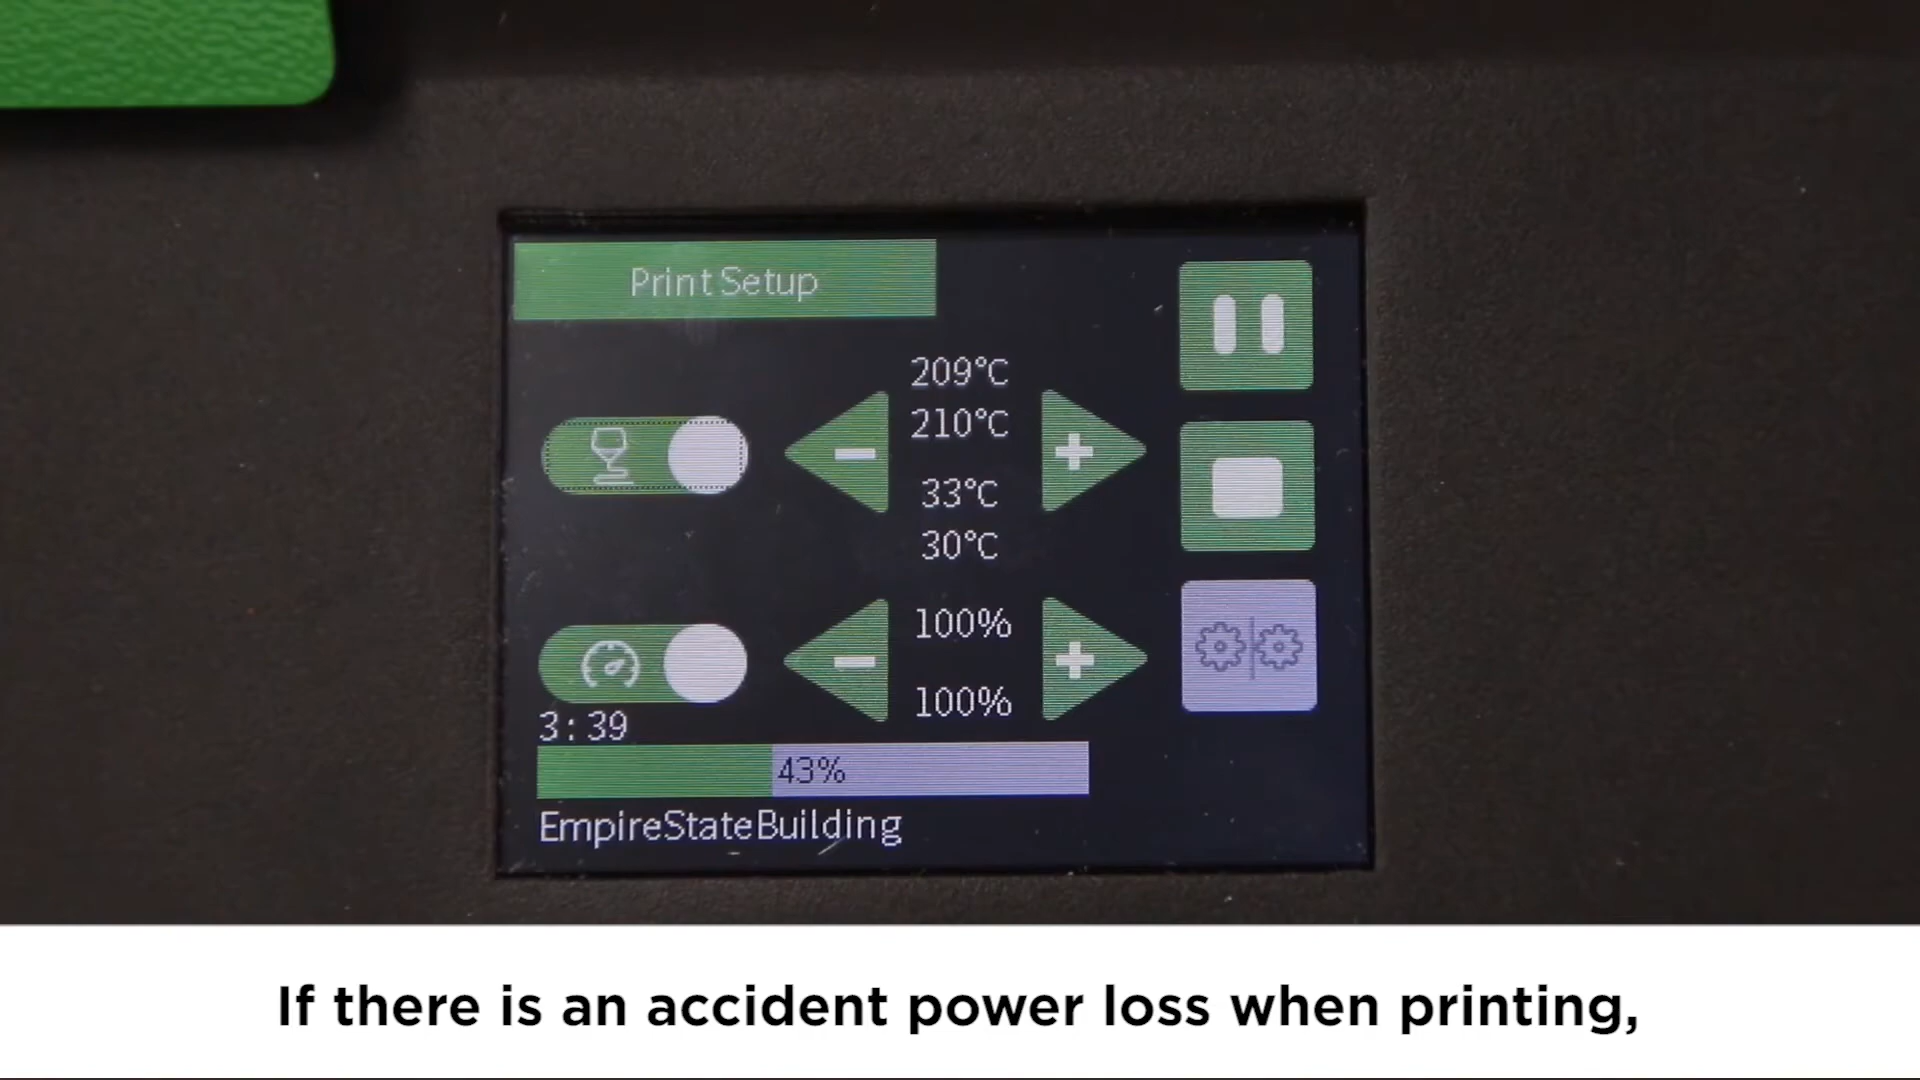 Print Setup
209°C
210°C
33°C
30°C
100%
100%
3:39
43%
EmpireStateBuilding
If there is an accident power loss when printing,